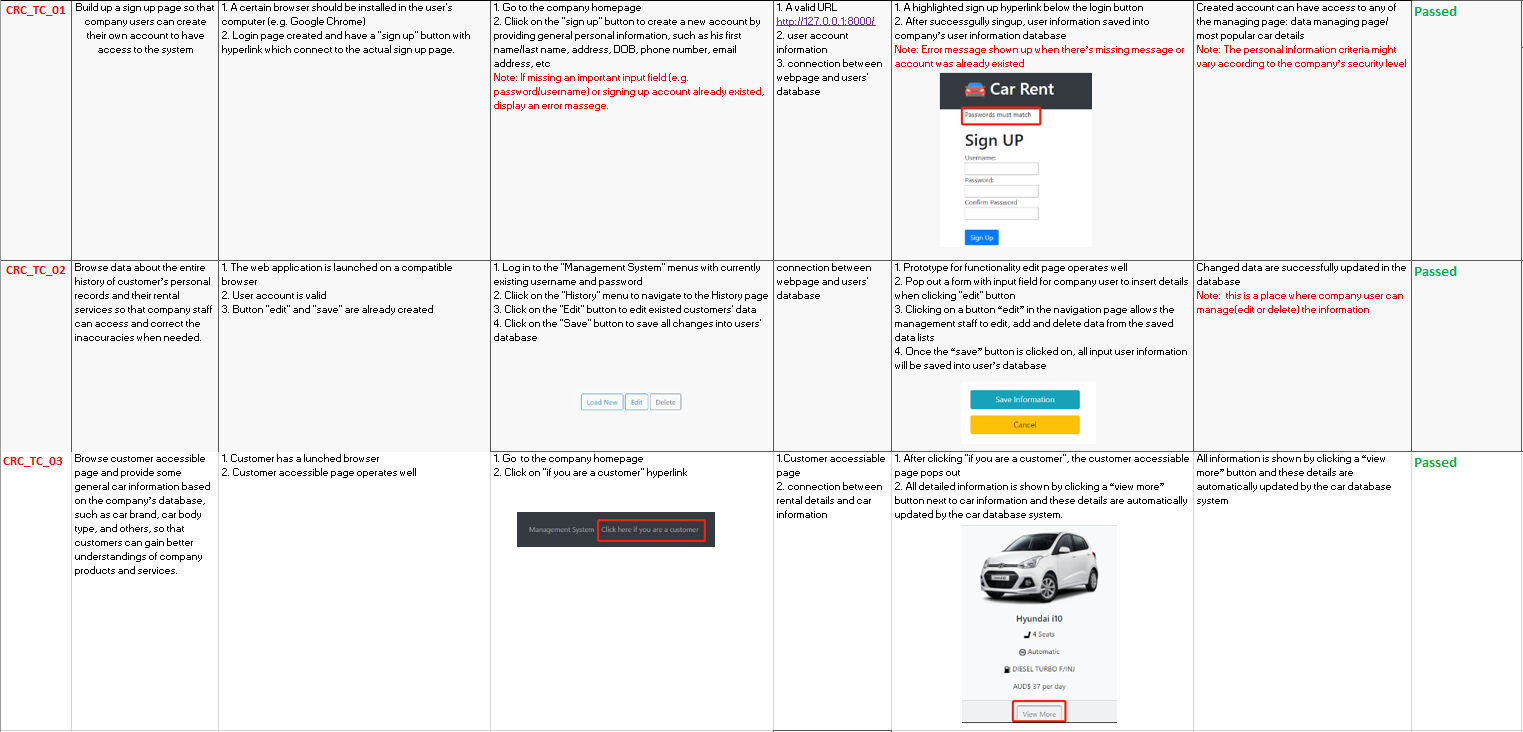 CRC_TC_01
Build up a sign up page so that
company users can create
their own account to have
access to the system
1. A certain browser should be installed in the user's
computer (e.g. Google Chrome)
2. Login page created and have a "sign up" button with
hyperlink which connect to the actual sign up page.
1. Go to the company homepage
2. Cliick on the "sign up" button to create a new account by
providing general personal information, such as his first
name/last name, address, DOB, phone number, email
address, etc
Note: If missing an important input field (e.g.
password/username) or signing up account already existed,
display an error massege.
1. A valid URL
http://127.0.0.1:8000/
2. user account
information
3. connection between
webpage and users'
database
1. A highlighted sign up hyperlink below the login button
2. After successgully singup, user information saved into
company's user information database
Note: Error message shown up when there's missing message or
account was already existed
Car Rent
Passwords must match
Sign UP
Username:
Password:
Confirm Password
Sign Up
Created account can have access to any of
the managing page: data managing page/
most popular car details
Note: The personal information criteria might
vary according to the company's security level
Passed
CRC_TC_02
Browse data about the entire
history of customer's personal
records and their rental
services so that company staff
can access and correct the
inaccuracies when needed.
1. The web application is launched on a compatible
browser
2. User account is valid
3. Button "edit" and "save" are already created
1. Log in to the "Management System" menus with currently
existing username and password
2. Cliick on the "History" menu to navigate to the History page
3. Click on the "Edit" button to edit existed customers' data
4. Click on the "Save" button to save all changes into users'
database
Load New
Edit
Delete
connection between
webpage and users'
database
1. Prototype for functionality edit page operates well
2. Pop out a form with input field for company user to insert details
when clicking "edit" button
3. Clicking on a button “edit” in the navigation page allows the
management staff to edit, add and delete data from the saved
data lists
4. Once the “save” button is clicked on, all input user information
will be saved into user's database
Save Information
Cancel
Changed data are successfully updated in the
database
Note: this is a place where company user can
manage(edit or delete) the information
Passed
CRC_TC_03
Browse customer accessible
page and provide some
general car information based
on the company's database,
such as car brand, car body
type, and others, so that
customers can gain better
understandings of company
products and services.
1. Customer has a lunched browser
2. Customer accessible page operates well
1. Go to the company homepage
2. Click on "if you are a customer" hyperlink
Management System
Click here if you are a customer
1.Customer accessiable
page
2. connection between
rental details and car
information
1. After clicking "if you are a customer", the customer accessiable
page pops out
2. All detailed information is shown by clicking a “view more”
button next to car information and these details are automatically
updated by the car database system.
Hyundai i10
4 Seats
Automatic
DIESEL TURBO F/INJ
AUD$ 37 per day
View More
All information is shown by clicking a “view
more” button and these details are
automatically updated by the car database
system
Passed